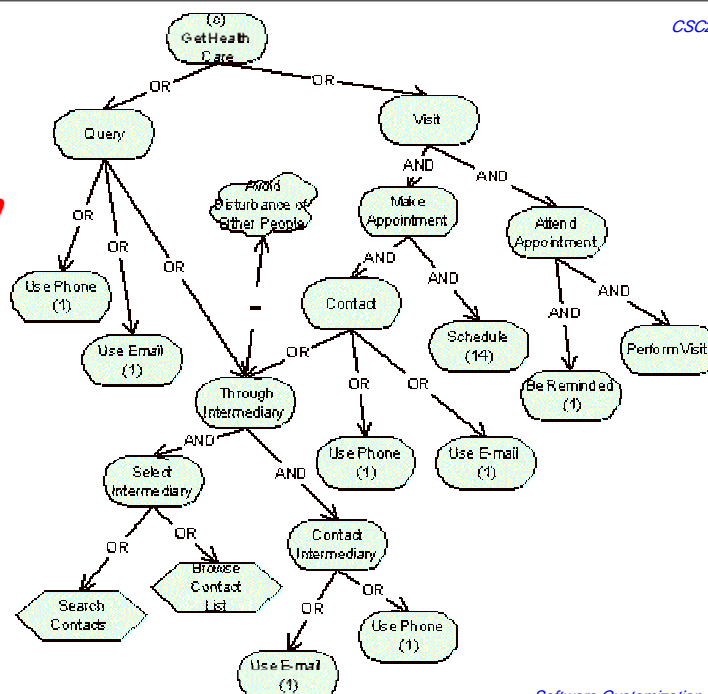 CSC2
(c)
Get Health
Care
OR
OR
Query
Visit
AND
AND
Avoid
Disturbance of
Other People
Make
Appointment
Attend
Appointment
OR
OR
OR
AND
AND
AND
AND
Use Phone
(1)
Contact
–
Schedule
(14)
Perform Visit
Use Email
(1)
OR
OR
OR
Be Reminded
(1)
Through
Intermediary
AND
AND
Use Phone
(1)
Use E-mail
(1)
Select
Intermediary
OR
OR
Contact
Intermediary
Browse
Contact
List
Search
Contacts
OR
OR
Use Phone
(1)
Use E-mail
(1)
Software Customization